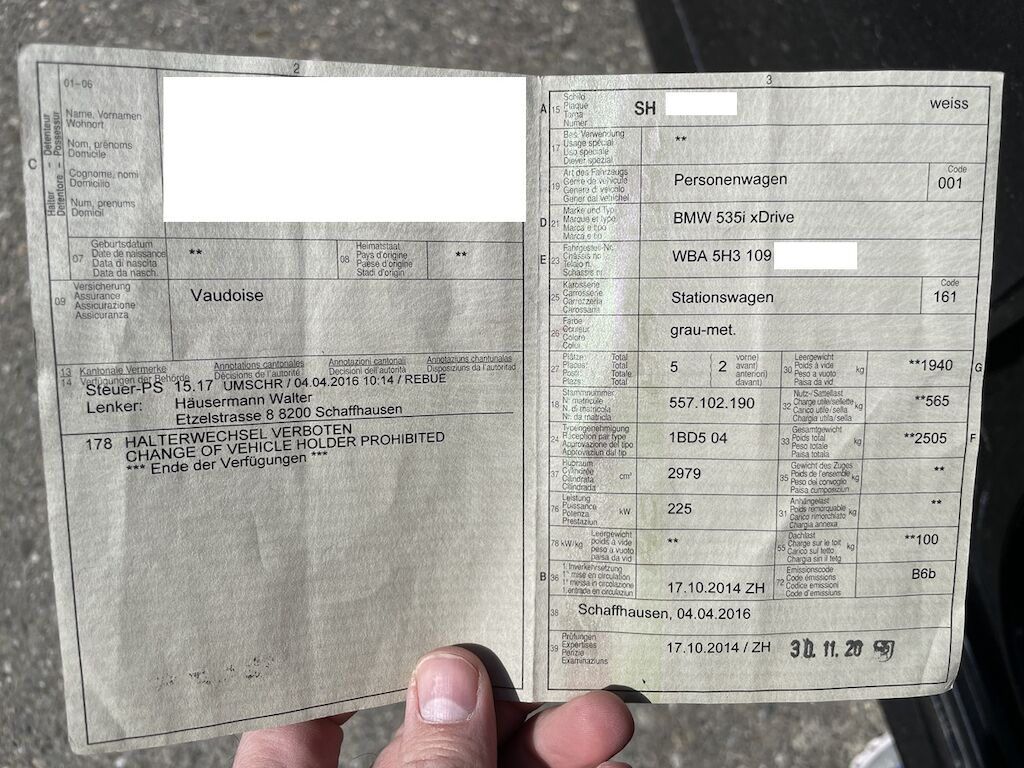 2
01-06
C
Halter - Détenteur
Detentore - Possessur
Name, Vornamen
Wohnort
Nom, prénoms
Domicile
Cognome, nomi
Domicilio
Num, prenums
Domicil
07
Geburtsdatum
Date de naissance
Data di nascita
Data da nasch.
**
08
Heimatstaat
Pays d'origine
Paese d'origine
Stadi d'origin
**
09
Versicherung
Assurance
Assicurazione
Assicuranza
Vaudoise
13 Kantonale Vermerke
14 Verfügungen der Behörde
Annotations cantonales
Décisions de l'autorité
Annotazioni cantonali
Decisioni dell'autorità
Annotaziuns chantunalas
Disposiziuns da l'autoritad
Steuer-PS 15.17 UMSCHR / 04.04.2016 10:14 / REBUE
Lenker: Häusermann Walter
Etzelstrasse 8 8200 Schaffhausen
178 HALTERWECHSEL VERBOTEN
CHANGE OF VEHICLE HOLDER PROHIBITED
*** Ende der Verfügungen ***
3
A 15
Schild
Plaque
Targa
Numer
SH
weiss
17
Bes. Verwendung
Usage spécial
Uso speciale
Diever spezial
**
19
Art des Fahrzeugs
Genre de véhicule
Genere di veicolo
Gener dal vehichel
Personenwagen
Code
001
D 21
Marke und Typ
Marque et type
Marca e tipo
Marca e tip
BMW 535i xDrive
E 23
Fahrgestell-Nr.
Châssis no
Telaio n.
Schassis nr.
WBA 5H3 109
25
Karosserie
Carrosserie
Carrozzeria
Carossaria
Stationswagen
Code
161
26
Farbe
Couleur
Colore
Colur
grau-met.
27
Plätze: Total
Places: Total
Posti: Totale
Plazs: Total
5 ( 2
vorne)
avant)
anteriori)
davant)
30
Leergewicht
Poids à vide
Peso a vuoto
Paisa da vid
kg
**1940
G
18
Stammnummer
No matricule
N. di matricola
Nr. da matricla
557.102.190
32
Nutz-/Sattellast
Charge utile/sellette
Carico utile/sella
Chargia utila/sella
kg
**565
24
Typengenehmigung
Réception par type
Approvazione del tipo
Approvaziun dal tip
1BD5 04
33
Gesamtgewicht
Poids total
Peso totale
Paisa totala
kg
**2505
F
37
Hubraum
Cylindrée
Cilindrata
Cilindrada
cm³
2979
35
Gewicht des Zuges
Poids de l'ensemble
Peso del convoglio
Paisa cumposiziun
kg
**
76
Leistung
Puissance
Potenza
Prestaziun
kW
225
31
Anhängelast
Poids remorquable
Carico rimorchiato
Chargia annexa
kg
**
78 kW/kg
Leergewicht
poids à vide
peso a vuoto
paisa da vid
**
55
Dachlast
Charge sur le toit
Carico sul tetto
Chargia sin il tetg
kg
**100
B 36
1. Inverkehrsetzung
1re mise en circulation
1a messa in circolazione
1. entrada en circulaziun
17.10.2014 ZH
72
Emissionscode
Code émissions
Codice emissioni
Code d'emissiuns
B6b
38
Schaffhausen, 04.04.2016
39
Prüfungen
Expertises
Perizie
Examinaziuns
17.10.2014 / ZH
30. 11. 20